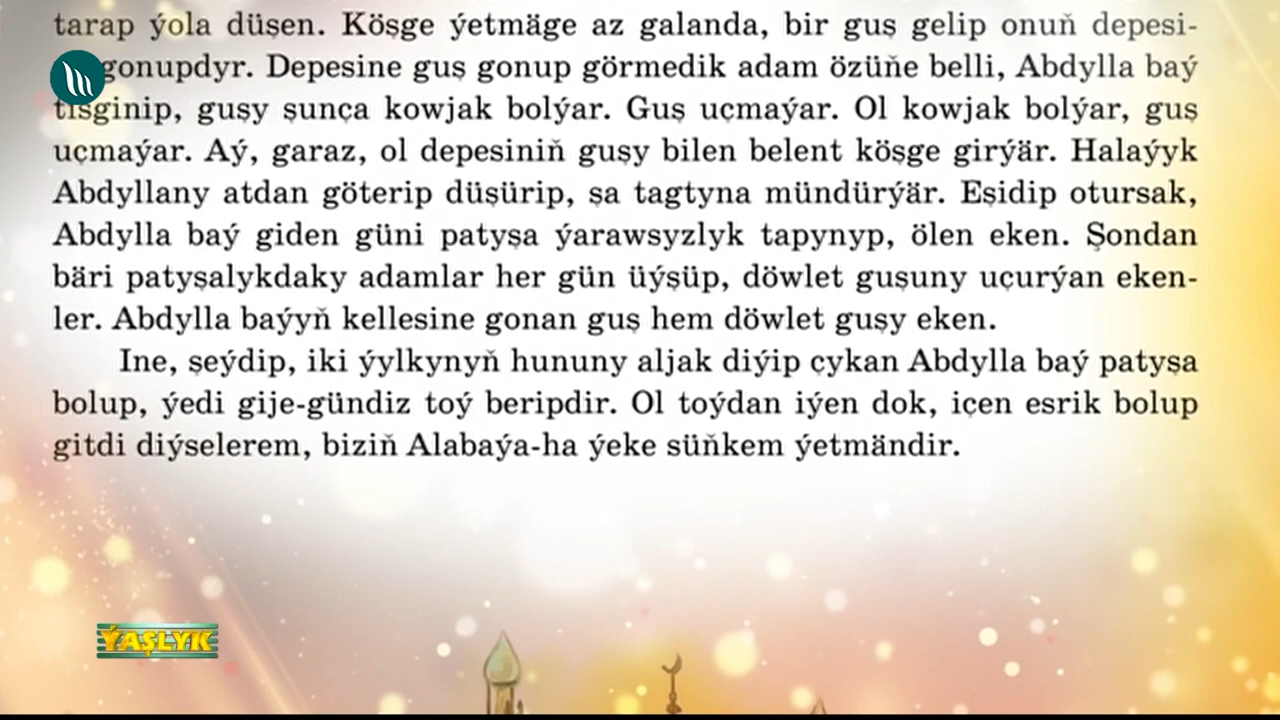 tarap ýola düşen. Köşge ýetmäge az galanda, bir guş gelip onuň depesi-
gonupdyr. Depesine guş gonup görmedik adam özüňe belli, Abdylla baý
tisginip, guşy şunça kowjak bolýar. Guş uçmaýar. Ol kowjak bolýar, guş
uçmaýar. Aý, garaz, ol depesiniň guşy bilen belent köşge girýär. Halaýyk
Abdyllany atdan göterip düşürip, şa tagtyna mündürýär. Eşidip otursak,
Abdylla baý giden güni patyşa ýarawsyzlyk tapynyp, ölen eken. Şondan
bäri patyşalykdaky adamlar her gün üýşüp, döwlet guşuny uçurýan eken-
ler. Abdylla baýyň kellesine gonan guş hem döwlet guşy eken.
Ine, şeýdip, iki ýylkynyň hununy aljak diýip çykan Abdylla baý patyşa
bolup, ýedi gije-gündiz toý beripdir. Ol toýdan iýen dok, içen esrik bolup
gitdi diýselerem, biziň Alabaýa-ha ýeke süňkem ýetmändir.
ÝAŞLYK